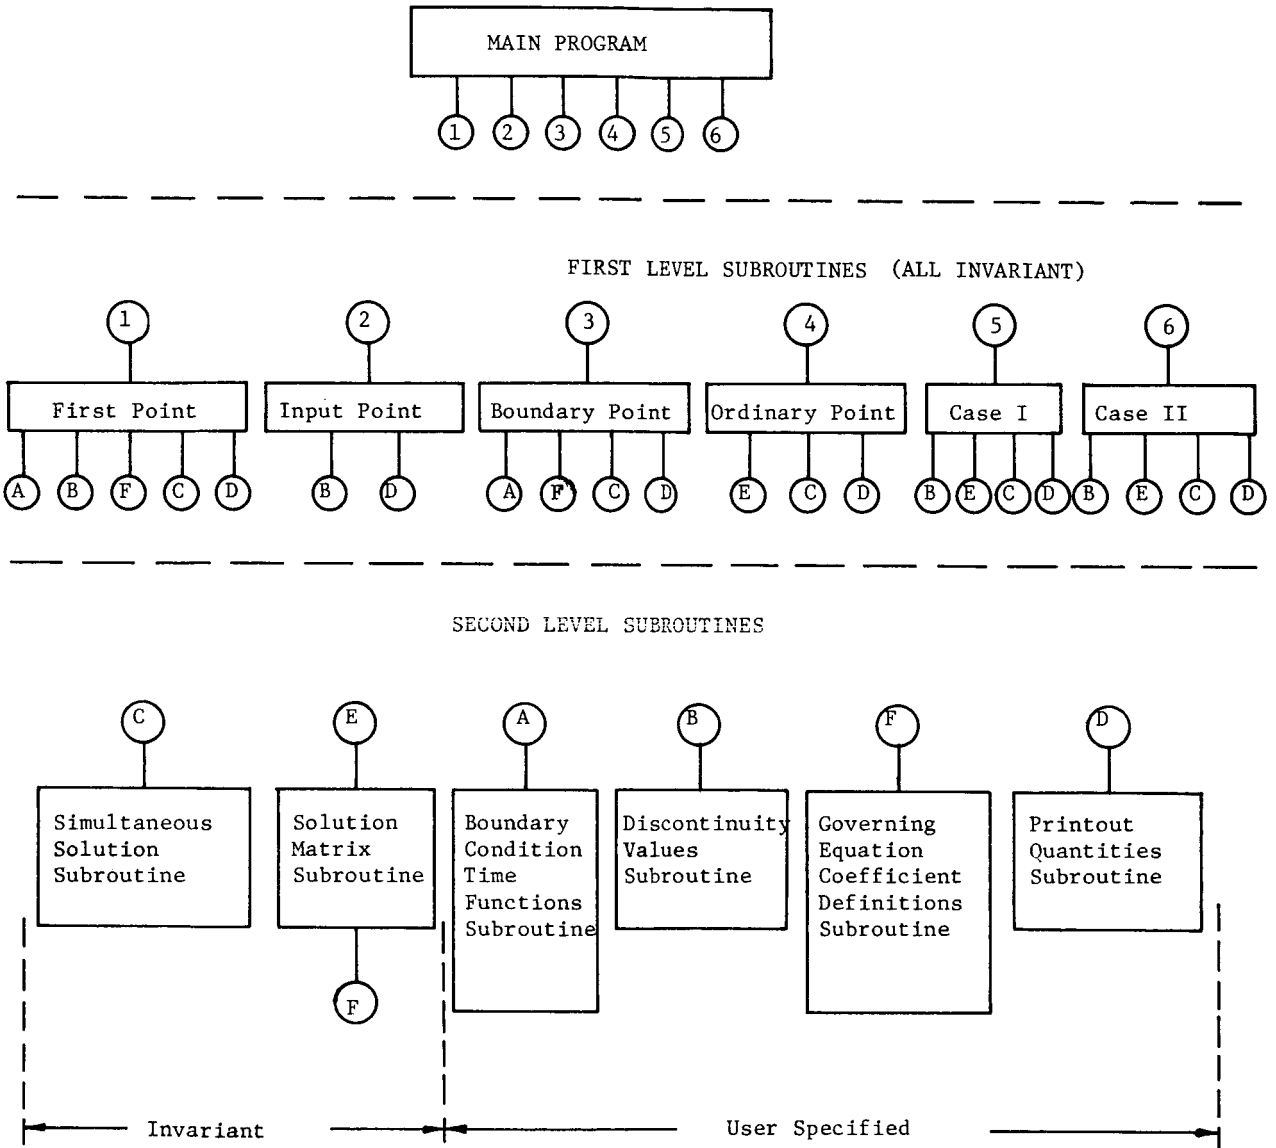 MAIN PROGRAM
1 2 3 4 5 6
FIRST LEVEL SUBROUTINES (ALL INVARIANT)
1 2 3 4 5 6
First Point Input Point Boundary Point Ordinary Point Case I Case II
A B F C D B D A F C D E C D B E C D B E C D
SECOND LEVEL SUBROUTINES
C E A B F D
Simultaneous
Solution
Subroutine
Solution
Matrix
Subroutine
Boundary
Condition
Time
Functions
Subroutine
Discontinuity
Values
Subroutine
Governing
Equation
Coefficient
Definitions
Subroutine
Printout
Quantities
Subroutine
F
Invariant User Specified